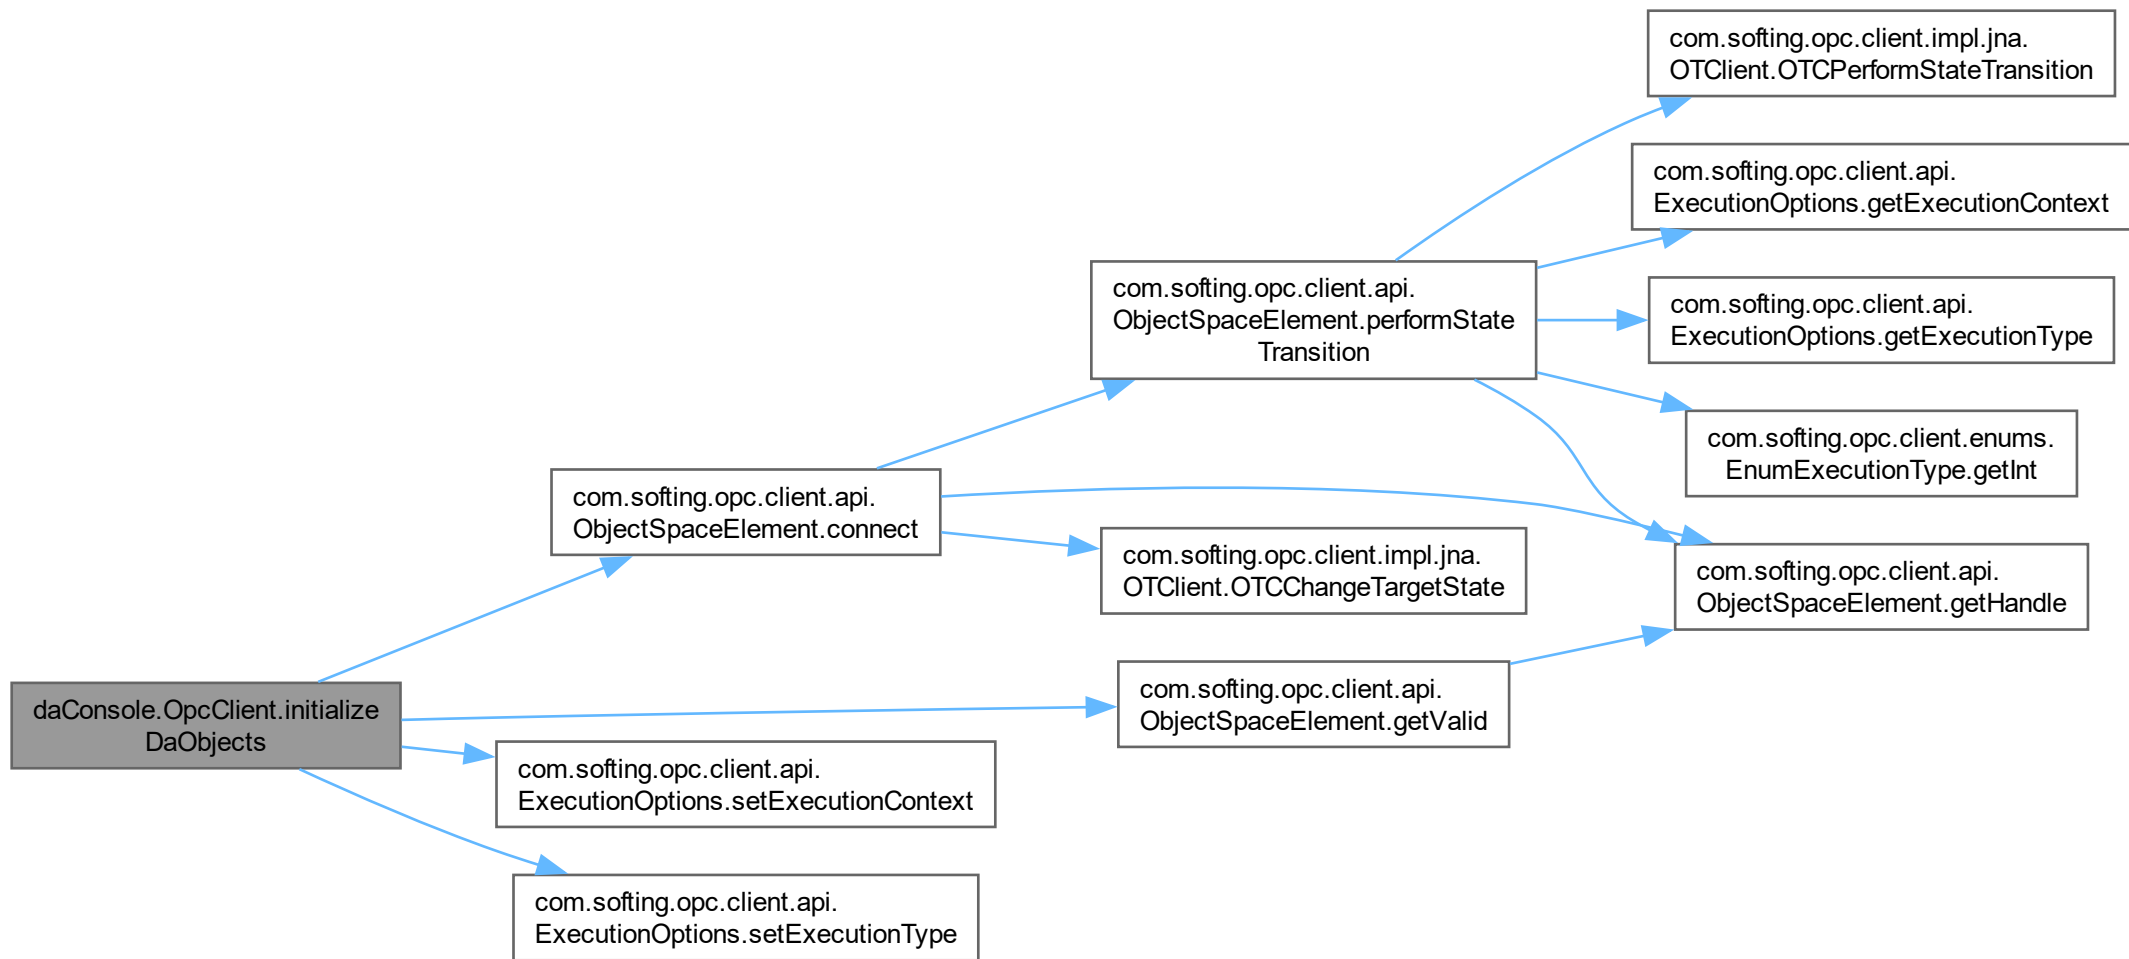 daConsole.OpcClient.initialize
DaObjects
com.softing.opc.client.api.
ObjectSpaceElement.connect
com.softing.opc.client.api.
ObjectSpaceElement.performState
Transition
com.softing.opc.client.impl.jna.
OTClient.OTCPerformStateTransition
com.softing.opc.client.api.
ExecutionOptions.getExecutionContext
com.softing.opc.client.api.
ExecutionOptions.getExecutionType
com.softing.opc.client.enums.
EnumExecutionType.getInt
com.softing.opc.client.api.
ObjectSpaceElement.getHandle
com.softing.opc.client.impl.jna.
OTClient.OTCChangeTargetState
com.softing.opc.client.api.
ObjectSpaceElement.getValid
com.softing.opc.client.api.
ExecutionOptions.setExecutionContext
com.softing.opc.client.api.
ExecutionOptions.setExecutionType